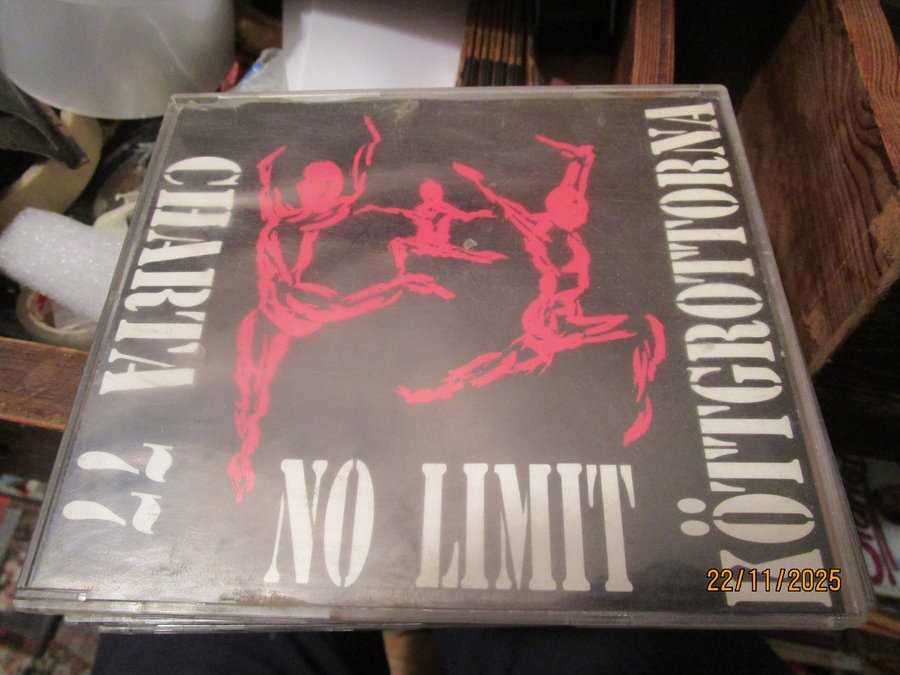 CHARTA 77
NO LIMIT
KÖTTGROTTORNA
22/11/2025